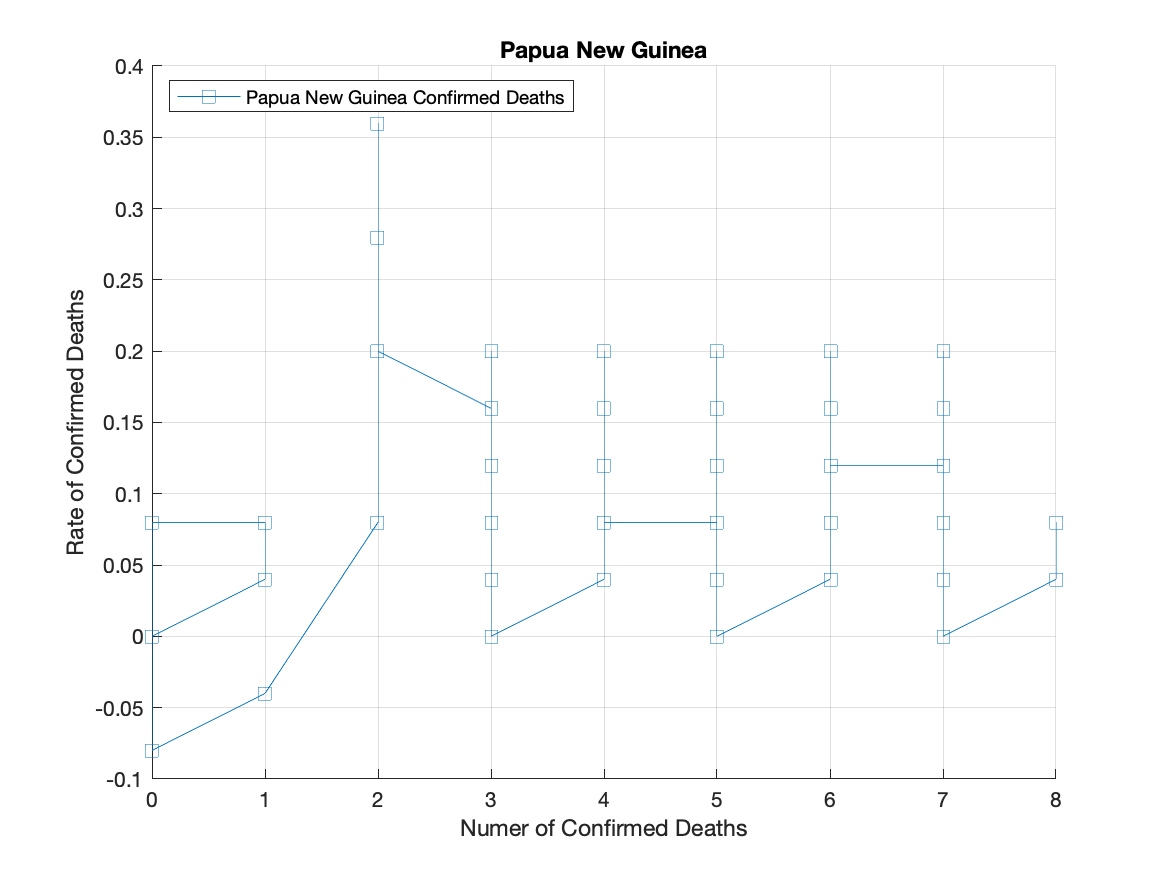 Papua New Guinea
Papua New Guinea Confirmed Deaths
0.4
0.35
0.3
0.25
0.2
0.15
0.1
0.05
0
-0.05
-0.1
Rate of Confirmed Deaths
0 1 2 3 4 5 6 7 8
Numer of Confirmed Deaths